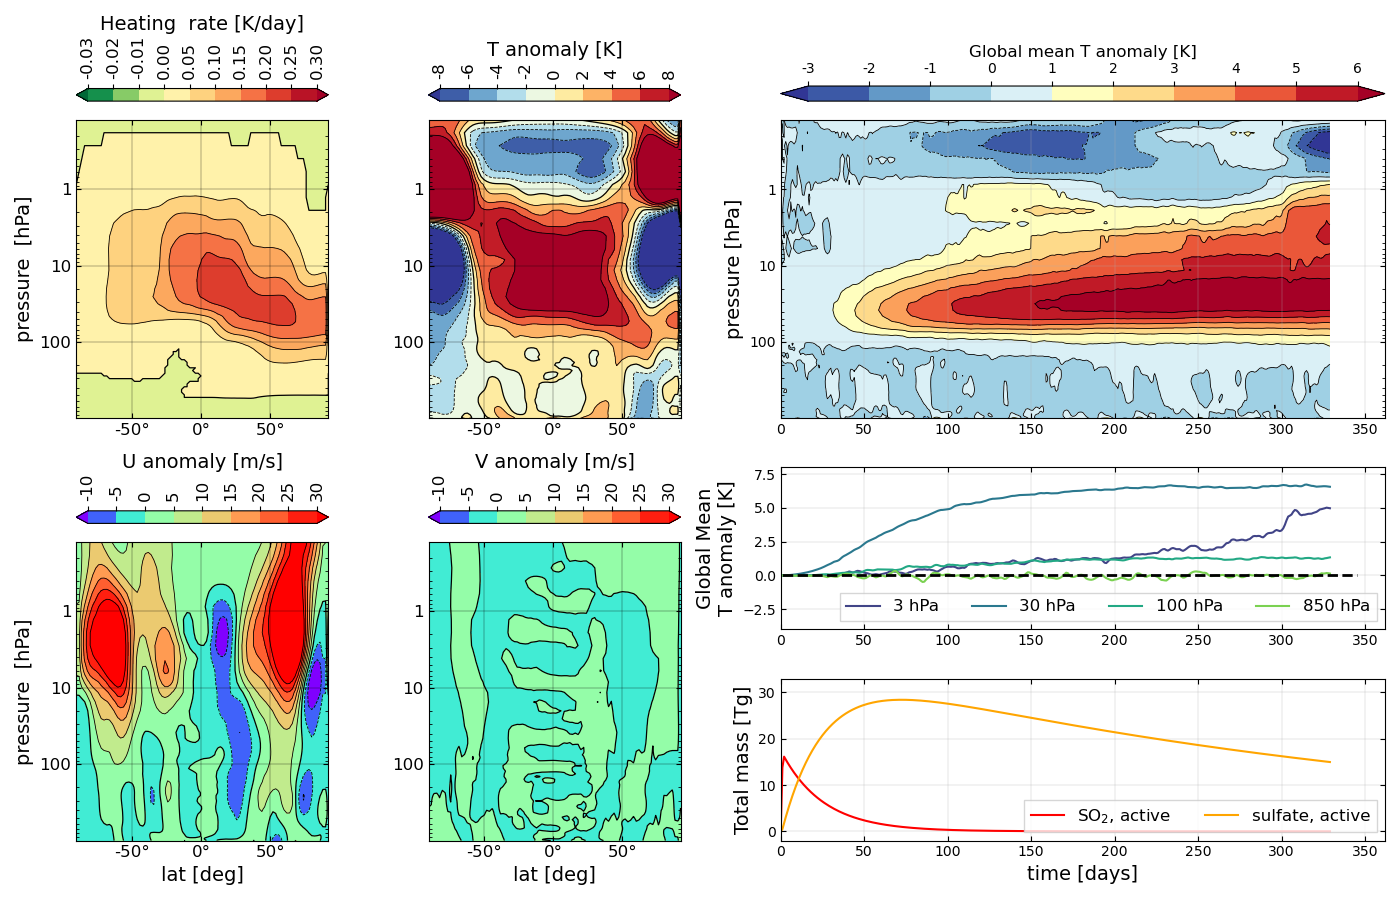 Heating  rate [K/day]
-0.03 -0.02 -0.01 0.00 0.05 0.10 0.15 0.20 0.25 0.30
pressure [hPa]
1
10
100
-50° 0° 50°
T anomaly [K]
-8 -6 -4 -2 0 2 4 6 8
-50° 0° 50°
Global mean T anomaly [K]
-3 -2 -1 0 1 2 3 4 5 6
pressure [hPa]
1
10
100
0 50 100 150 200 250 300 350
U anomaly [m/s]
-10 -5 0 5 10 15 20 25 30
pressure [hPa]
1
10
100
-50° 0° 50°
lat [deg]
V anomaly [m/s]
-10 -5 0 5 10 15 20 25 30
-50° 0° 50°
lat [deg]
Global Mean
T anomaly [K]
7.5
5.0
2.5
0.0
−2.5
3 hPa 30 hPa 100 hPa 850 hPa
0 50 100 150 200 250 300 350
Total mass [Tg]
30
20
10
0
SO₂, active sulfate, active
0 50 100 150 200 250 300 350
time [days]